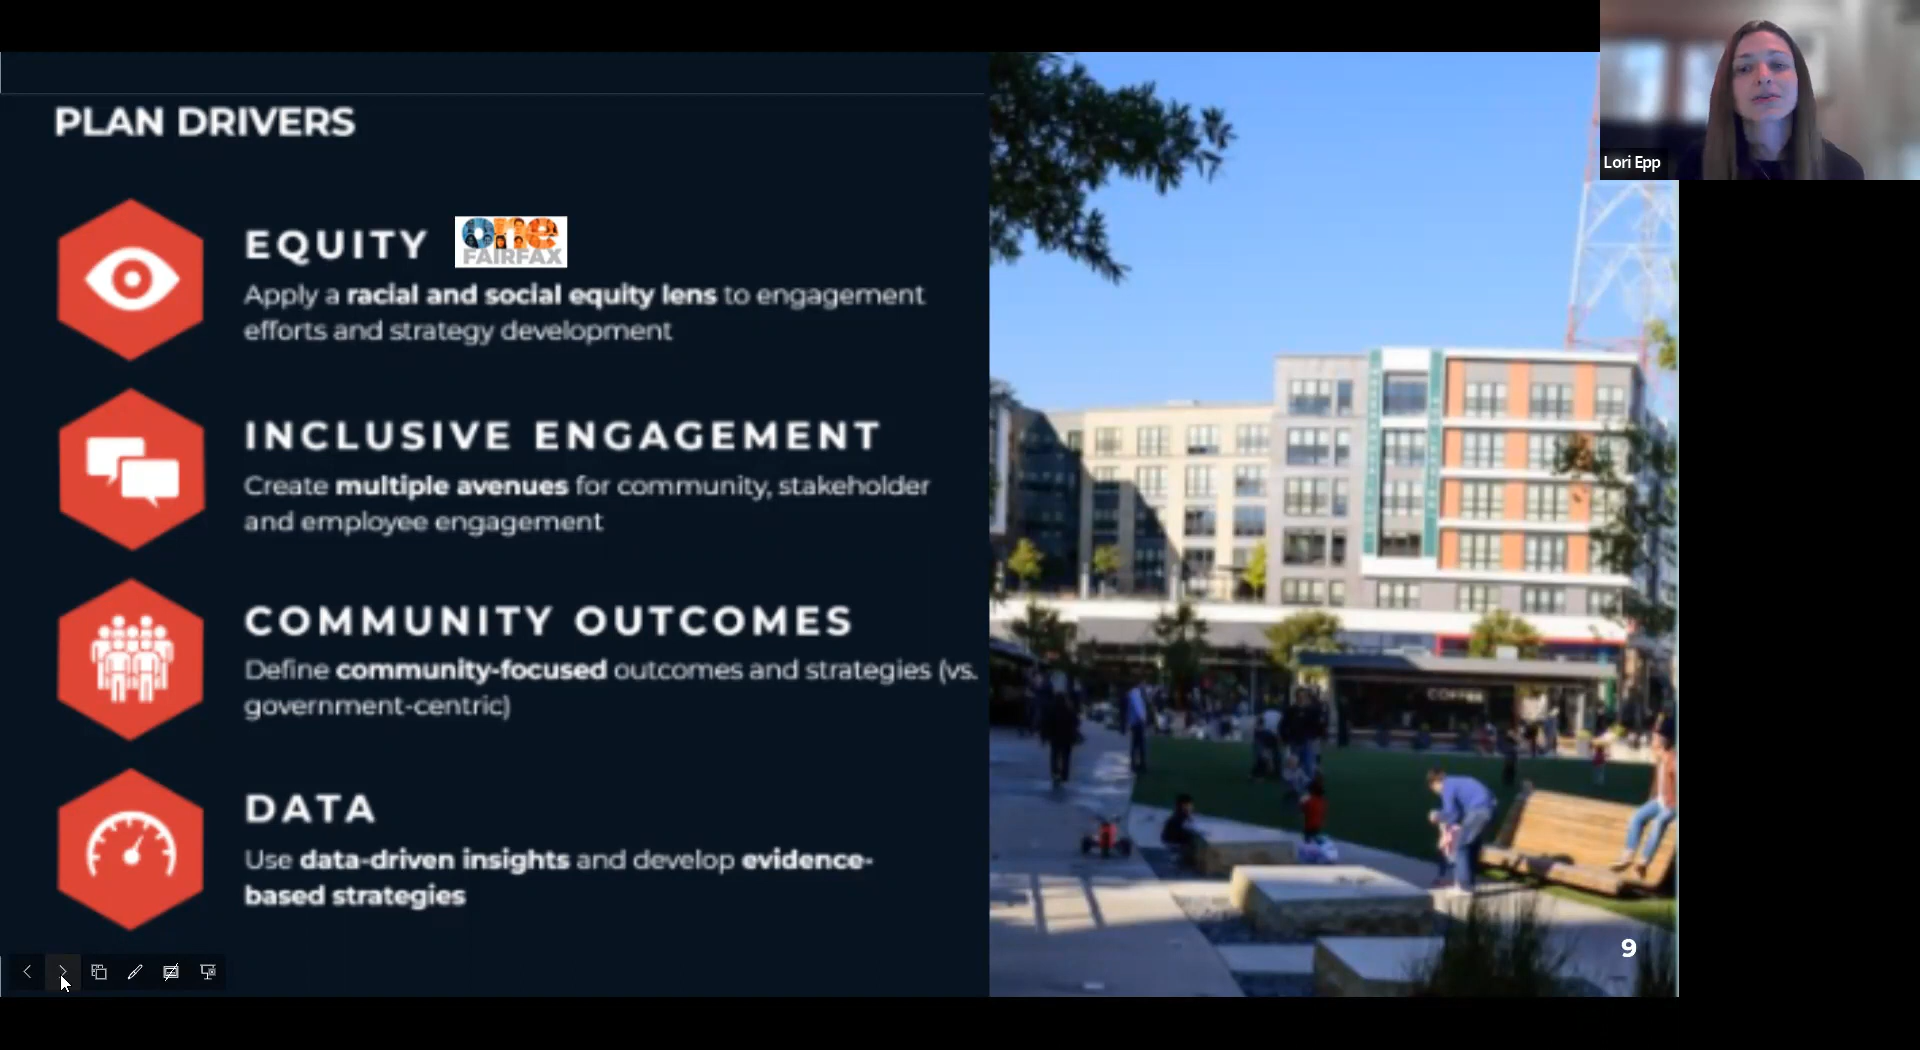 PLAN DRIVERS
EQUITY
one
FAIRFAX
Apply a racial and social equity lens to engagement
efforts and strategy development
INCLUSIVE ENGAGEMENT
Create multiple avenues for community, stakeholder
and employee engagement
COMMUNITY OUTCOMES
Define community-focused outcomes and strategies (vs.
government-centric)
DATA
Use data-driven insights and develop evidence-
based strategies
COFFEE
9
Lori Epp